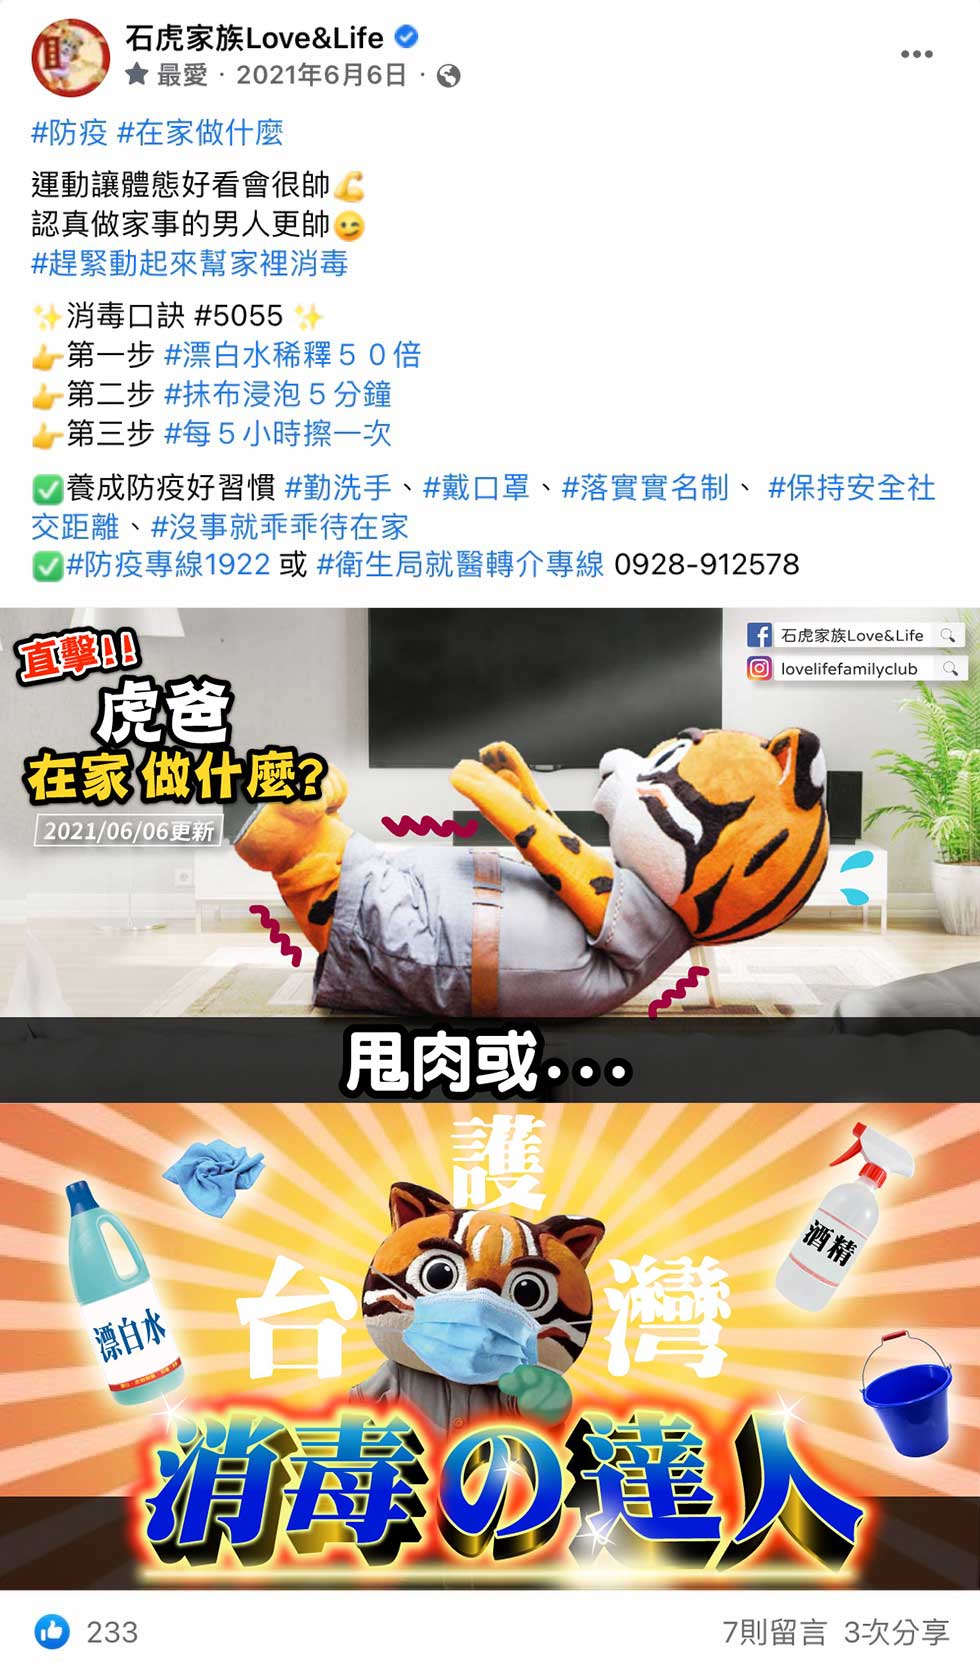 石虎家族Love&Life
最愛 · 2021年6月6日 ·
#防疫 #在家做什麼
運動讓體態好看會很帥💪
認真做家事的男人更帥😉
#趕緊動起來幫家裡消毒
✨消毒口訣 #5055 ✨
👉第一步 #漂白水稀釋５０倍
👉第二步 #抹布浸泡５分鐘
👉第三步 #每５小時擦一次
✅養成防疫好習慣 #勤洗手、#戴口罩、#落實實名制、 #保持安全社
交距離、#沒事就乖乖待在家
✅#防疫專線1922 或 #衛生局就醫轉介專線 0928-912578
直擊!!
虎爸
在家 做什麼?
2021/06/06更新
石虎家族Love&Life
lovelifefamilyclub
甩肉或...
護
台灣
漂白水
酒精
消毒の達人
233
7則留言 3次分享